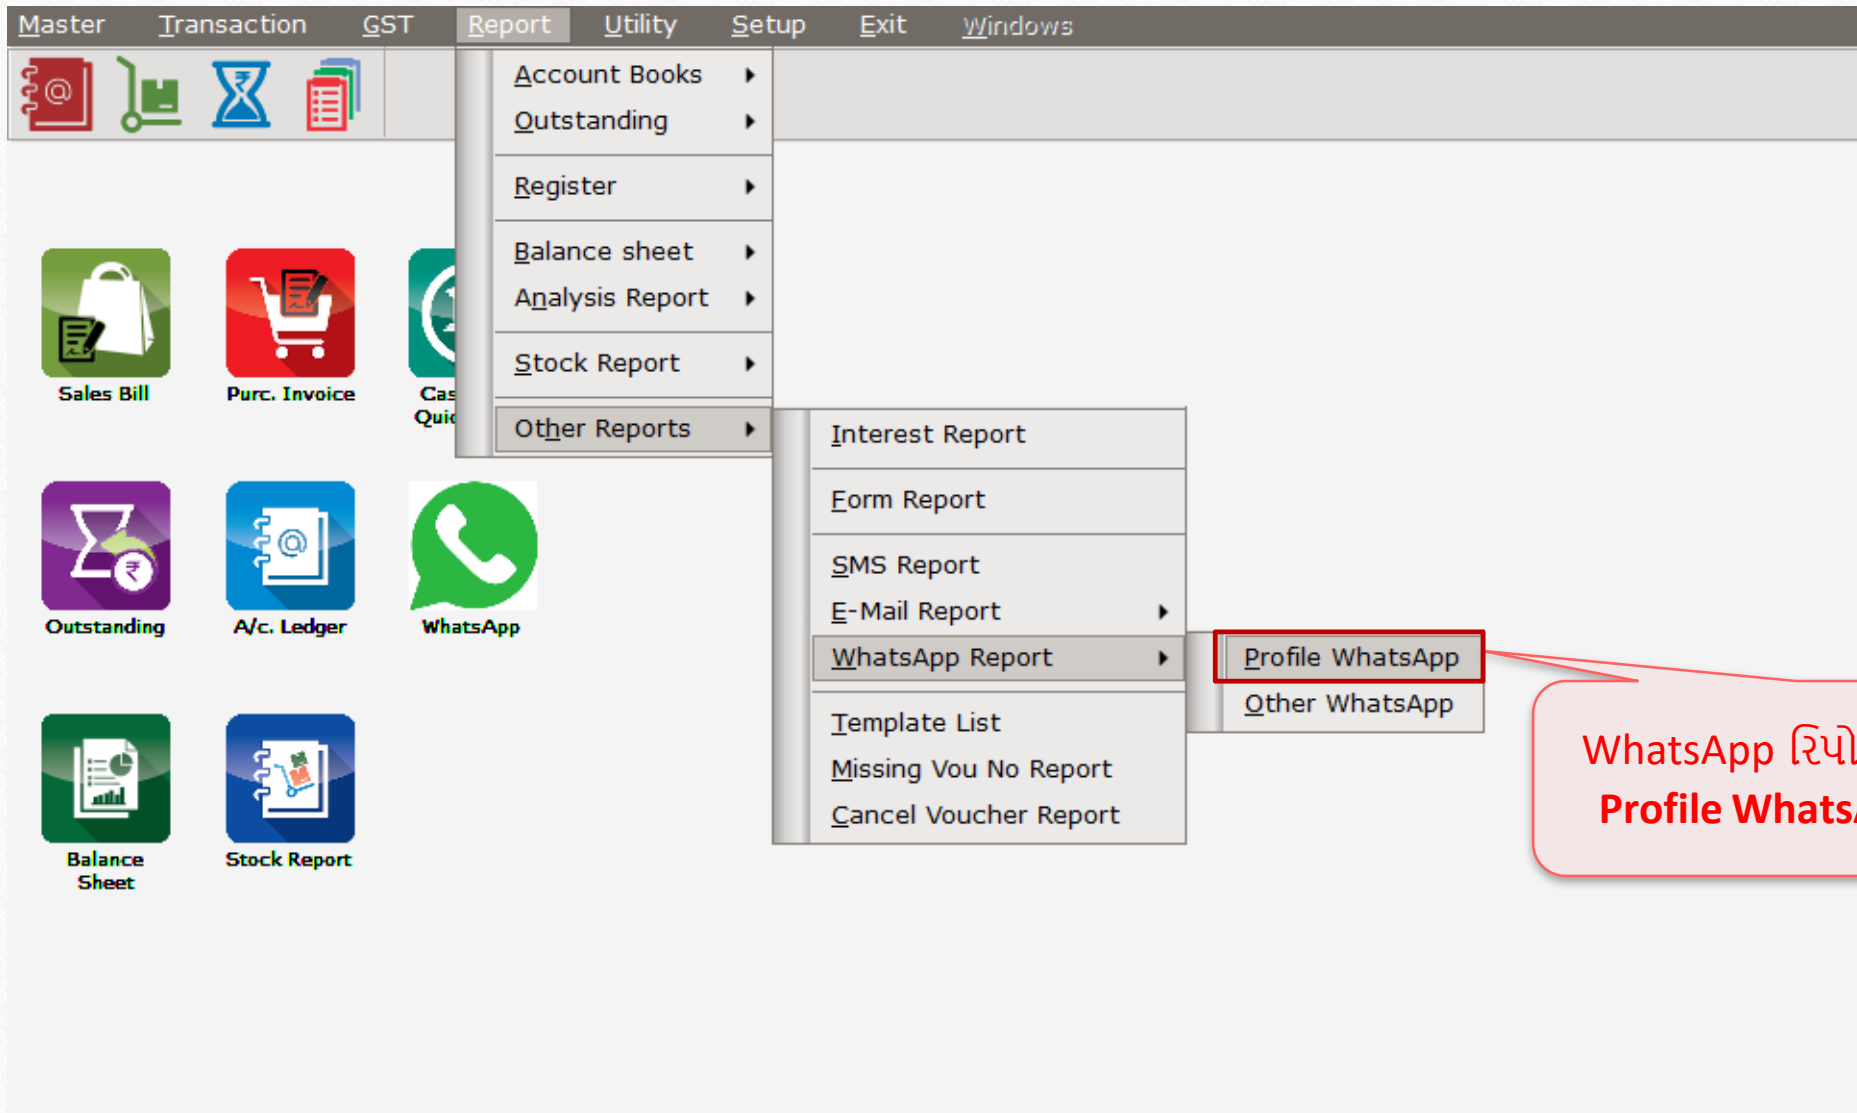 Master Transaction GST Report Utility Setup Exit Windows
Account Books
Outstanding
Register
Balance sheet
Analysis Report
Stock Report
Other Reports
Interest Report
Form Report
SMS Report
E-Mail Report
WhatsApp Report
Template List
Missing Vou No Report
Cancel Voucher Report
Profile WhatsApp
Other WhatsApp
Sales Bill
Purc. Invoice
Outstanding
A/c. Ledger
WhatsApp
Balance
Sheet
Stock Report
WhatsApp
Profile